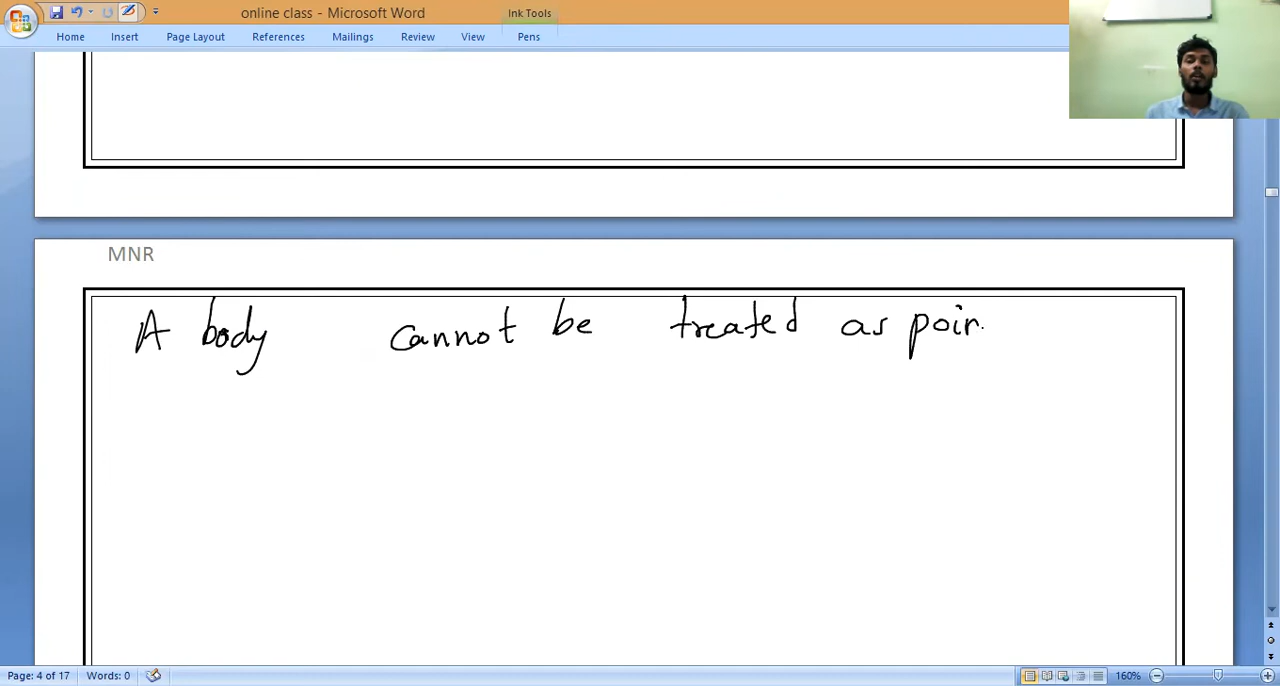 online class - Microsoft Word
Ink Tools
Home Insert Page Layout References Mailings Review View Pens
MNR
A body cannot be treated as poin
Page: 4 of 17 Words: 0 160%